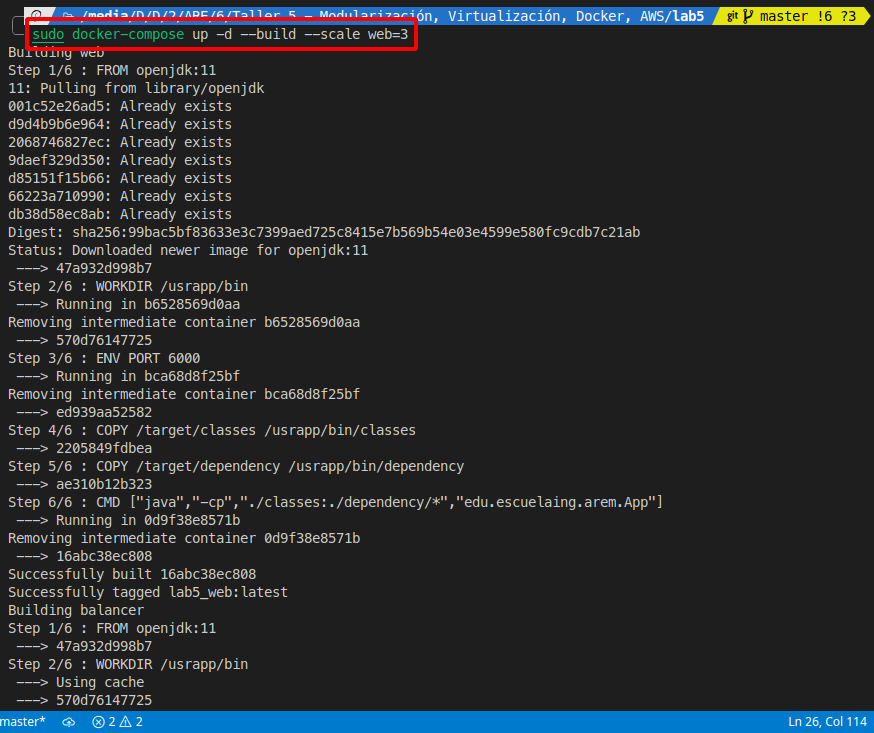 /media/D/D/2/ARE/6/Taller 5 – Modularización, Virtualización, Docker, AWS/lab5 git master !6 ?3
sudo docker-compose up -d --build --scale web=3
Building web
Step 1/6 : FROM openjdk:11
11: Pulling from library/openjdk
001c52e26ad5: Already exists
d9d4b9b6e964: Already exists
2068746827ec: Already exists
9daef329d350: Already exists
d85151f15b66: Already exists
66223a710990: Already exists
db38d58ec8ab: Already exists
Digest: sha256:99bac5bf83633e3c7399aed725c8415e7b569b54e03e4599e580fc9cdb7c21ab
Status: Downloaded newer image for openjdk:11
---> 47a932d998b7
Step 2/6 : WORKDIR /usrapp/bin
---> Running in b6528569d0aa
Removing intermediate container b6528569d0aa
---> 570d76147725
Step 3/6 : ENV PORT 6000
---> Running in bca68d8f25bf
Removing intermediate container bca68d8f25bf
---> ed939aa52582
Step 4/6 : COPY /target/classes /usrapp/bin/classes
---> 2205849fdbea
Step 5/6 : COPY /target/dependency /usrapp/bin/dependency
---> ae310b12b323
Step 6/6 : CMD ["java","-cp","./classes:./dependency/*","edu.escuelaing.arem.App"]
---> Running in 0d9f38e8571b
Removing intermediate container 0d9f38e8571b
---> 16abc38ec808
Successfully built 16abc38ec808
Successfully tagged lab5_web:latest
Building balancer
Step 1/6 : FROM openjdk:11
---> 47a932d998b7
Step 2/6 : WORKDIR /usrapp/bin
---> Using cache
---> 570d76147725
master* 2 2 Ln 26, Col 114